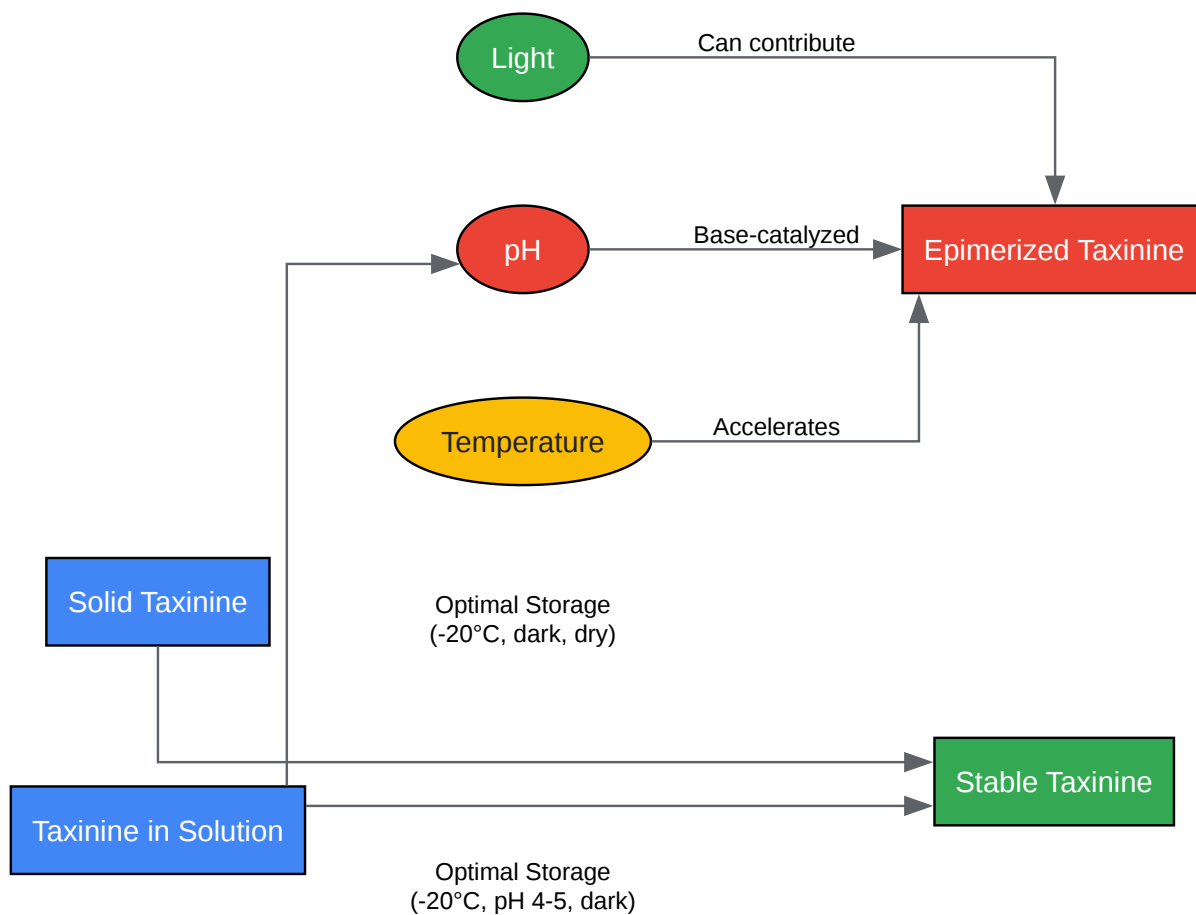 Light
Can contribute
pH
Base-catalyzed
Epimerized Taxinine
Temperature
Accelerates
Solid Taxinine
Optimal Storage
(-20°C, dark, dry)
Stable Taxinine
Taxinine in Solution
Optimal Storage
(-20°C, pH 4-5, dark)